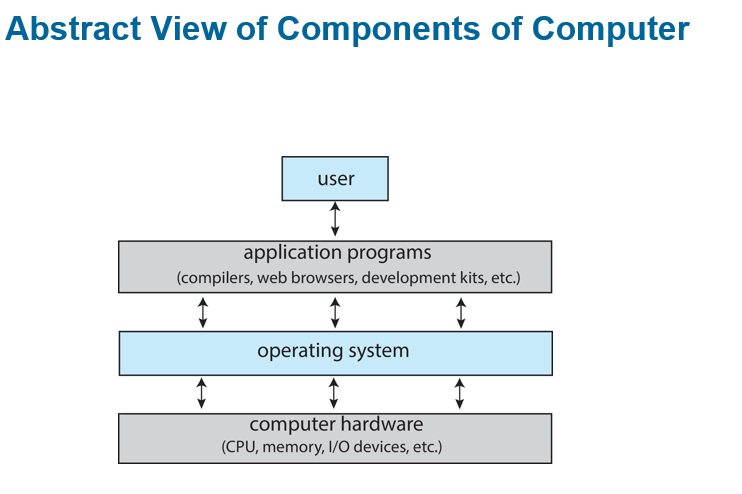 Abstract View of Components of Computer
user
application programs
(compilers, web browsers, development kits, etc.)
operating system
computer hardware
(CPU, memory, I/O devices, etc.)